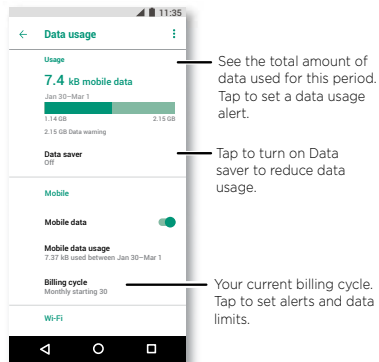 11:35
Data usage
Usage
7.4 kB mobile data
Jan 30–Mar 1
1.14 GB 2.15 GB
2.15 GB Data warning
Data saver
Off
Mobile
Mobile data
Mobile data usage
7.37 kB used between Jan 30–Mar 1
Billing cycle
Monthly starting 30
Wi-Fi
See the total amount of
data used for this period.
Tap to set a data usage
alert.
Tap to turn on Data
saver to reduce data
usage.
Your current billing cycle.
Tap to set alerts and data
limits.